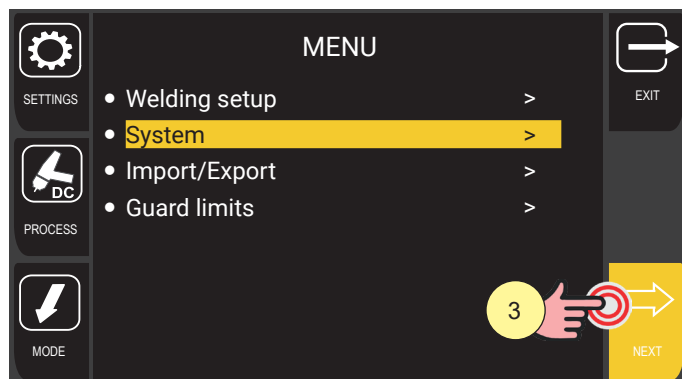 MENU
SETTINGS
EXIT
• Welding setup >
• System >
• Import/Export >
• Guard limits >
DC
PROCESS
3
MODE
NEXT